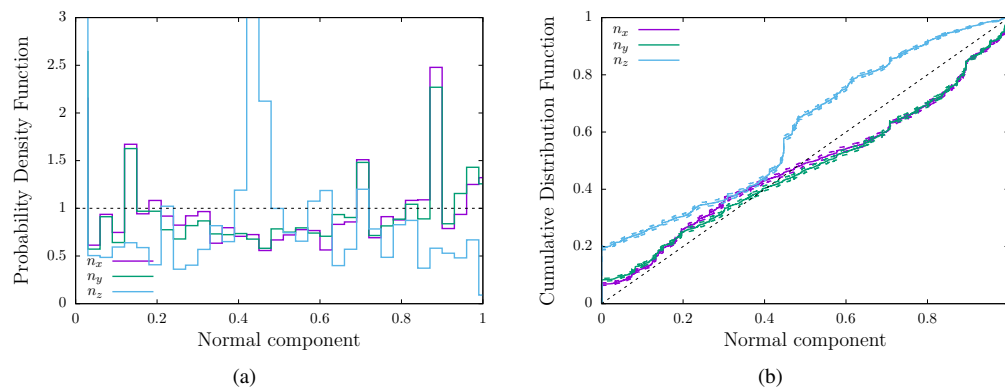 Probability Density Function
3
2.5
2
1.5
1
0.5
0
n_x
n_y
n_z
0 0.2 0.4 0.6 0.8 1
Normal component
(a)
Cumulative Distribution Function
1
0.8
0.6
0.4
0.2
0
n_x
n_y
n_z
0 0.2 0.4 0.6 0.8
Normal component
(b)